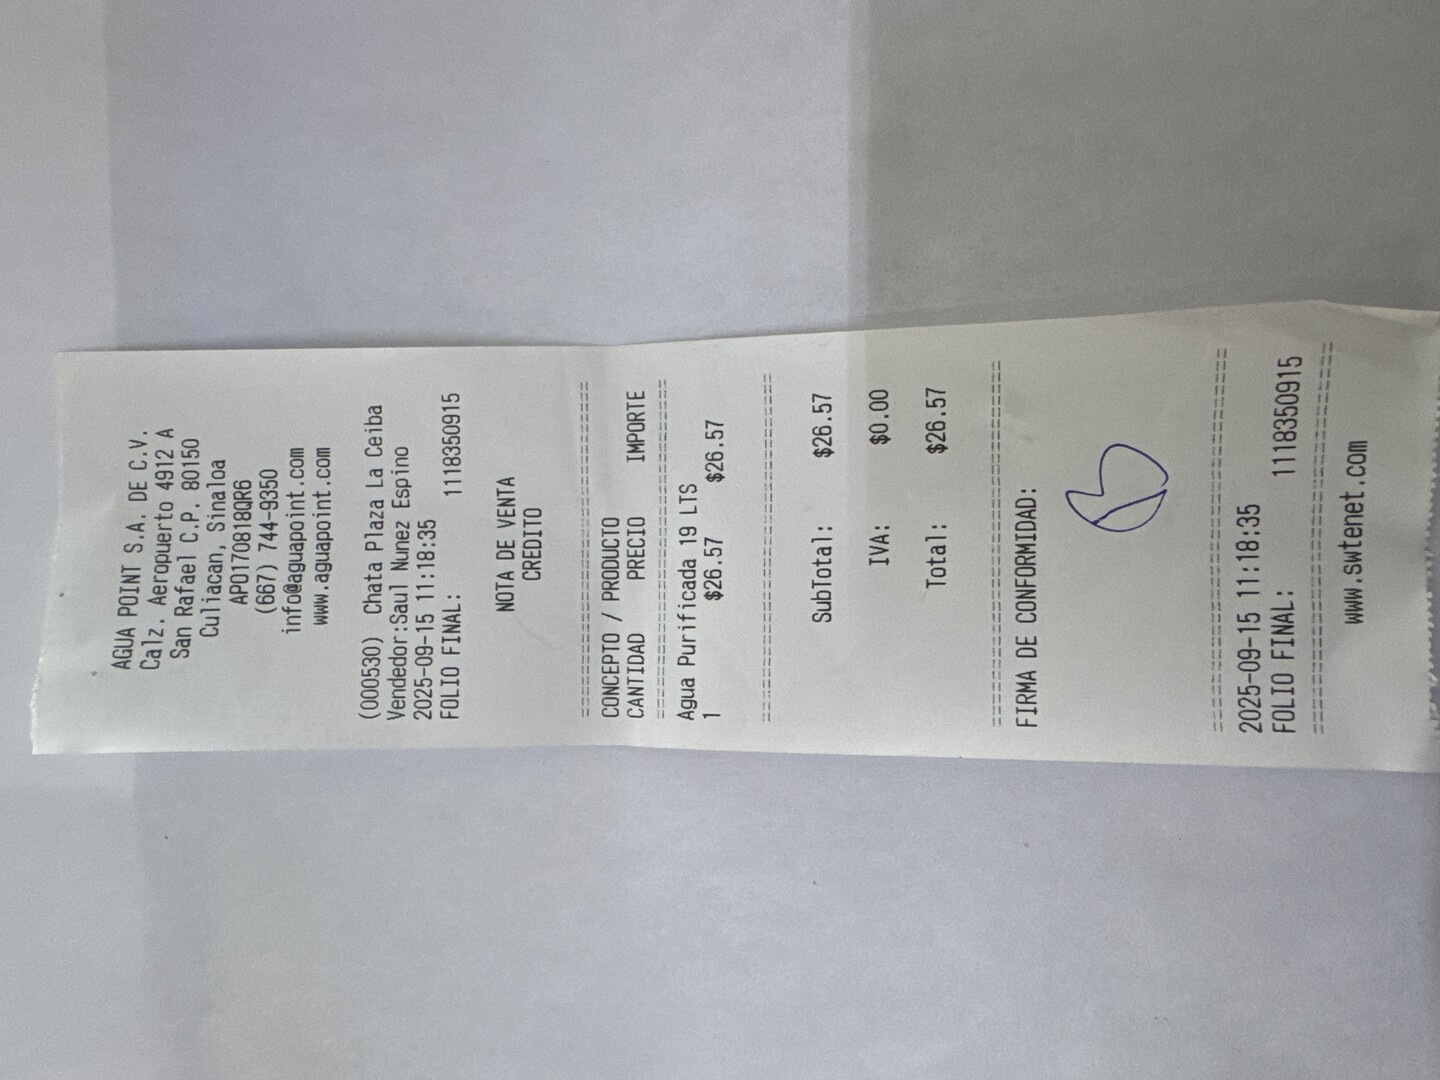 AGUA POINT S.A. DE C.V.
Calz. Aeropuerto 4912 A
San Rafael C.P. 80150
Culiacan, Sinaloa
APO170818QR6
(667) 744-9350
info@aguapoint.com
www.aguapoint.com
(000530) Chata Plaza La Ceiba
Vendedor:Saul Nunez Espino
2025-09-15 11:18:35
FOLIO FINAL: 1118350915
NOTA DE VENTA
CREDITO
================================
CONCEPTO / PRODUCTO
CANTIDAD PRECIO IMPORTE
================================
Agua Purificada 19 LTS
1 $26.57 $26.57
================================
SubTotal: $26.57
IVA: $0.00
Total: $26.57
================================
FIRMA DE CONFORMIDAD:
================================
2025-09-15 11:18:35
FOLIO FINAL: 1118350915
================================
www.swtenet.com